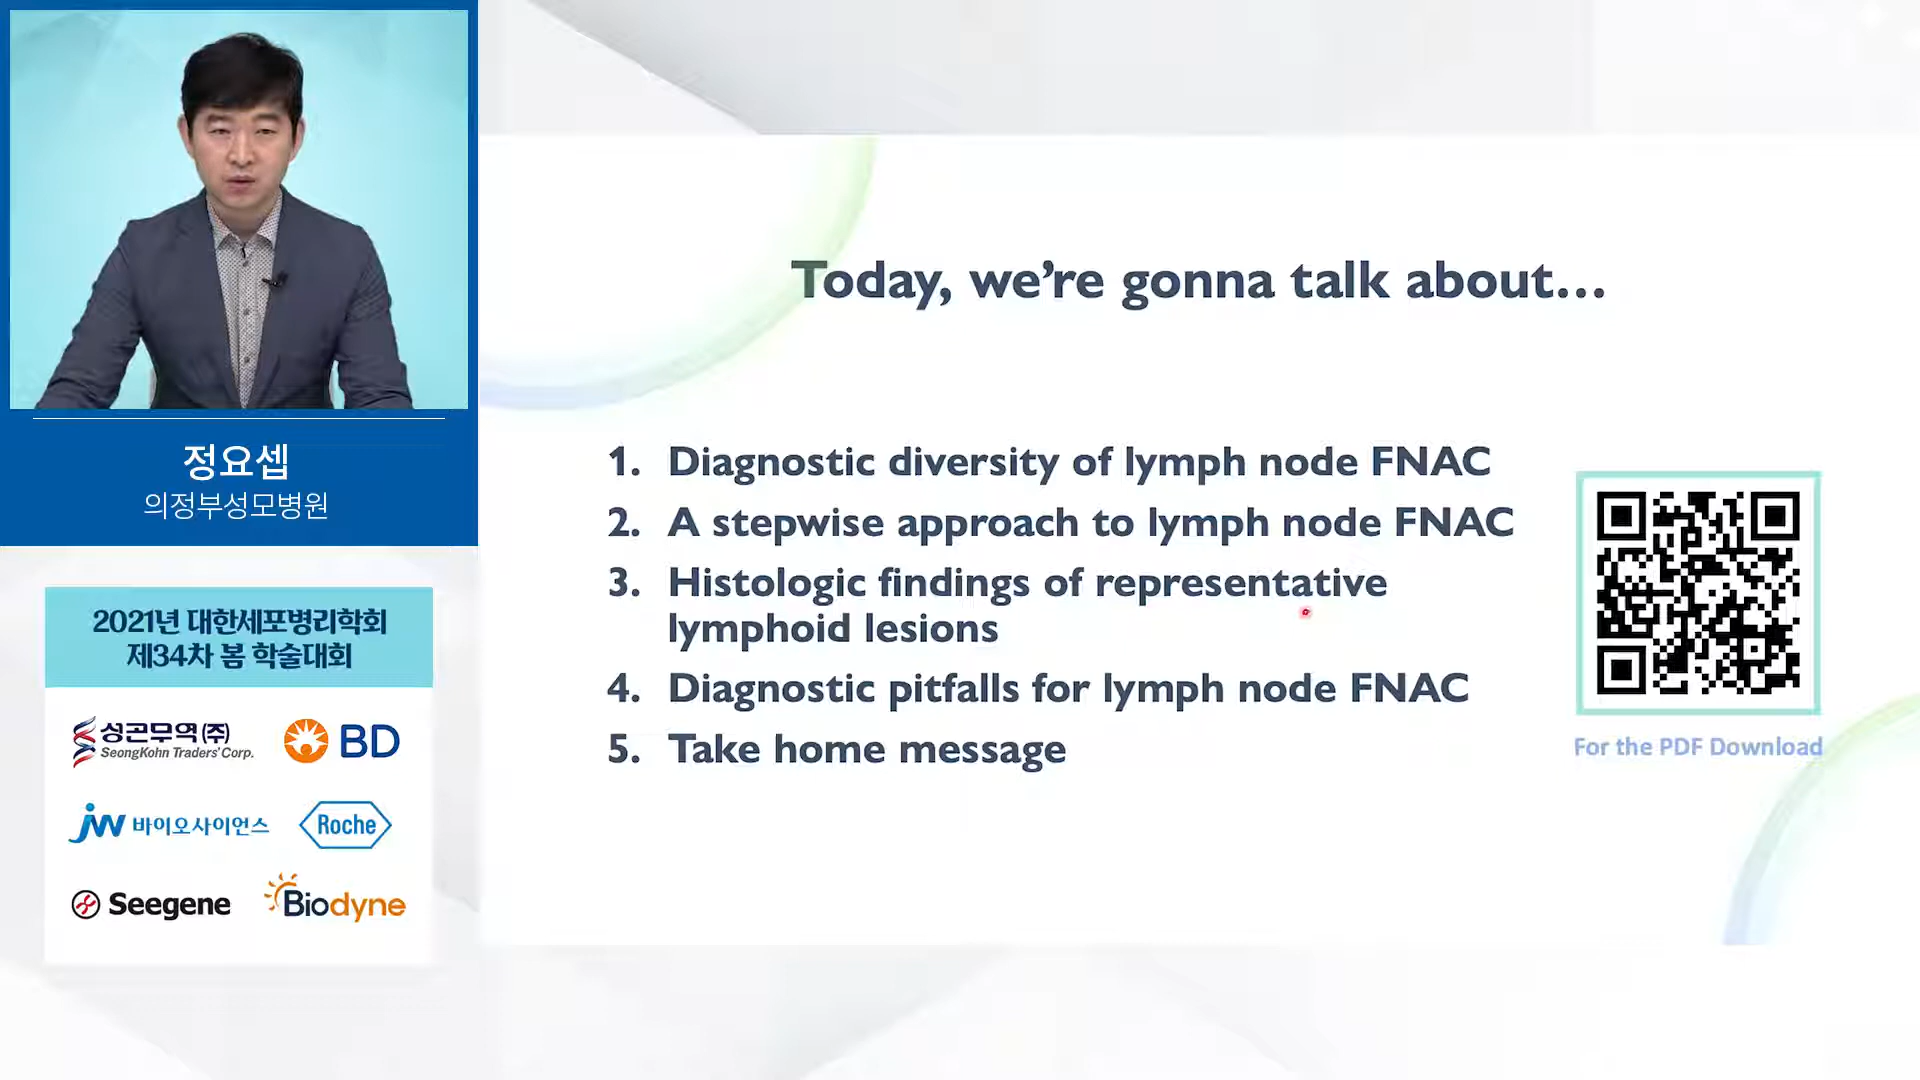 정요셉
의정부성모병원
2021년 대한세포병리학회
제34차 봄 학술대회
성곤무역(주)
SeongKohn Traders' Corp.
BD
jw 바이오사이언스
Roche
Seegene
Biodyne
Today, we're gonna talk about...
1. Diagnostic diversity of lymph node FNAC
2. A stepwise approach to lymph node FNAC
3. Histologic findings of representative
lymphoid lesions
4. Diagnostic pitfalls for lymph node FNAC
5. Take home message
For the PDF Download